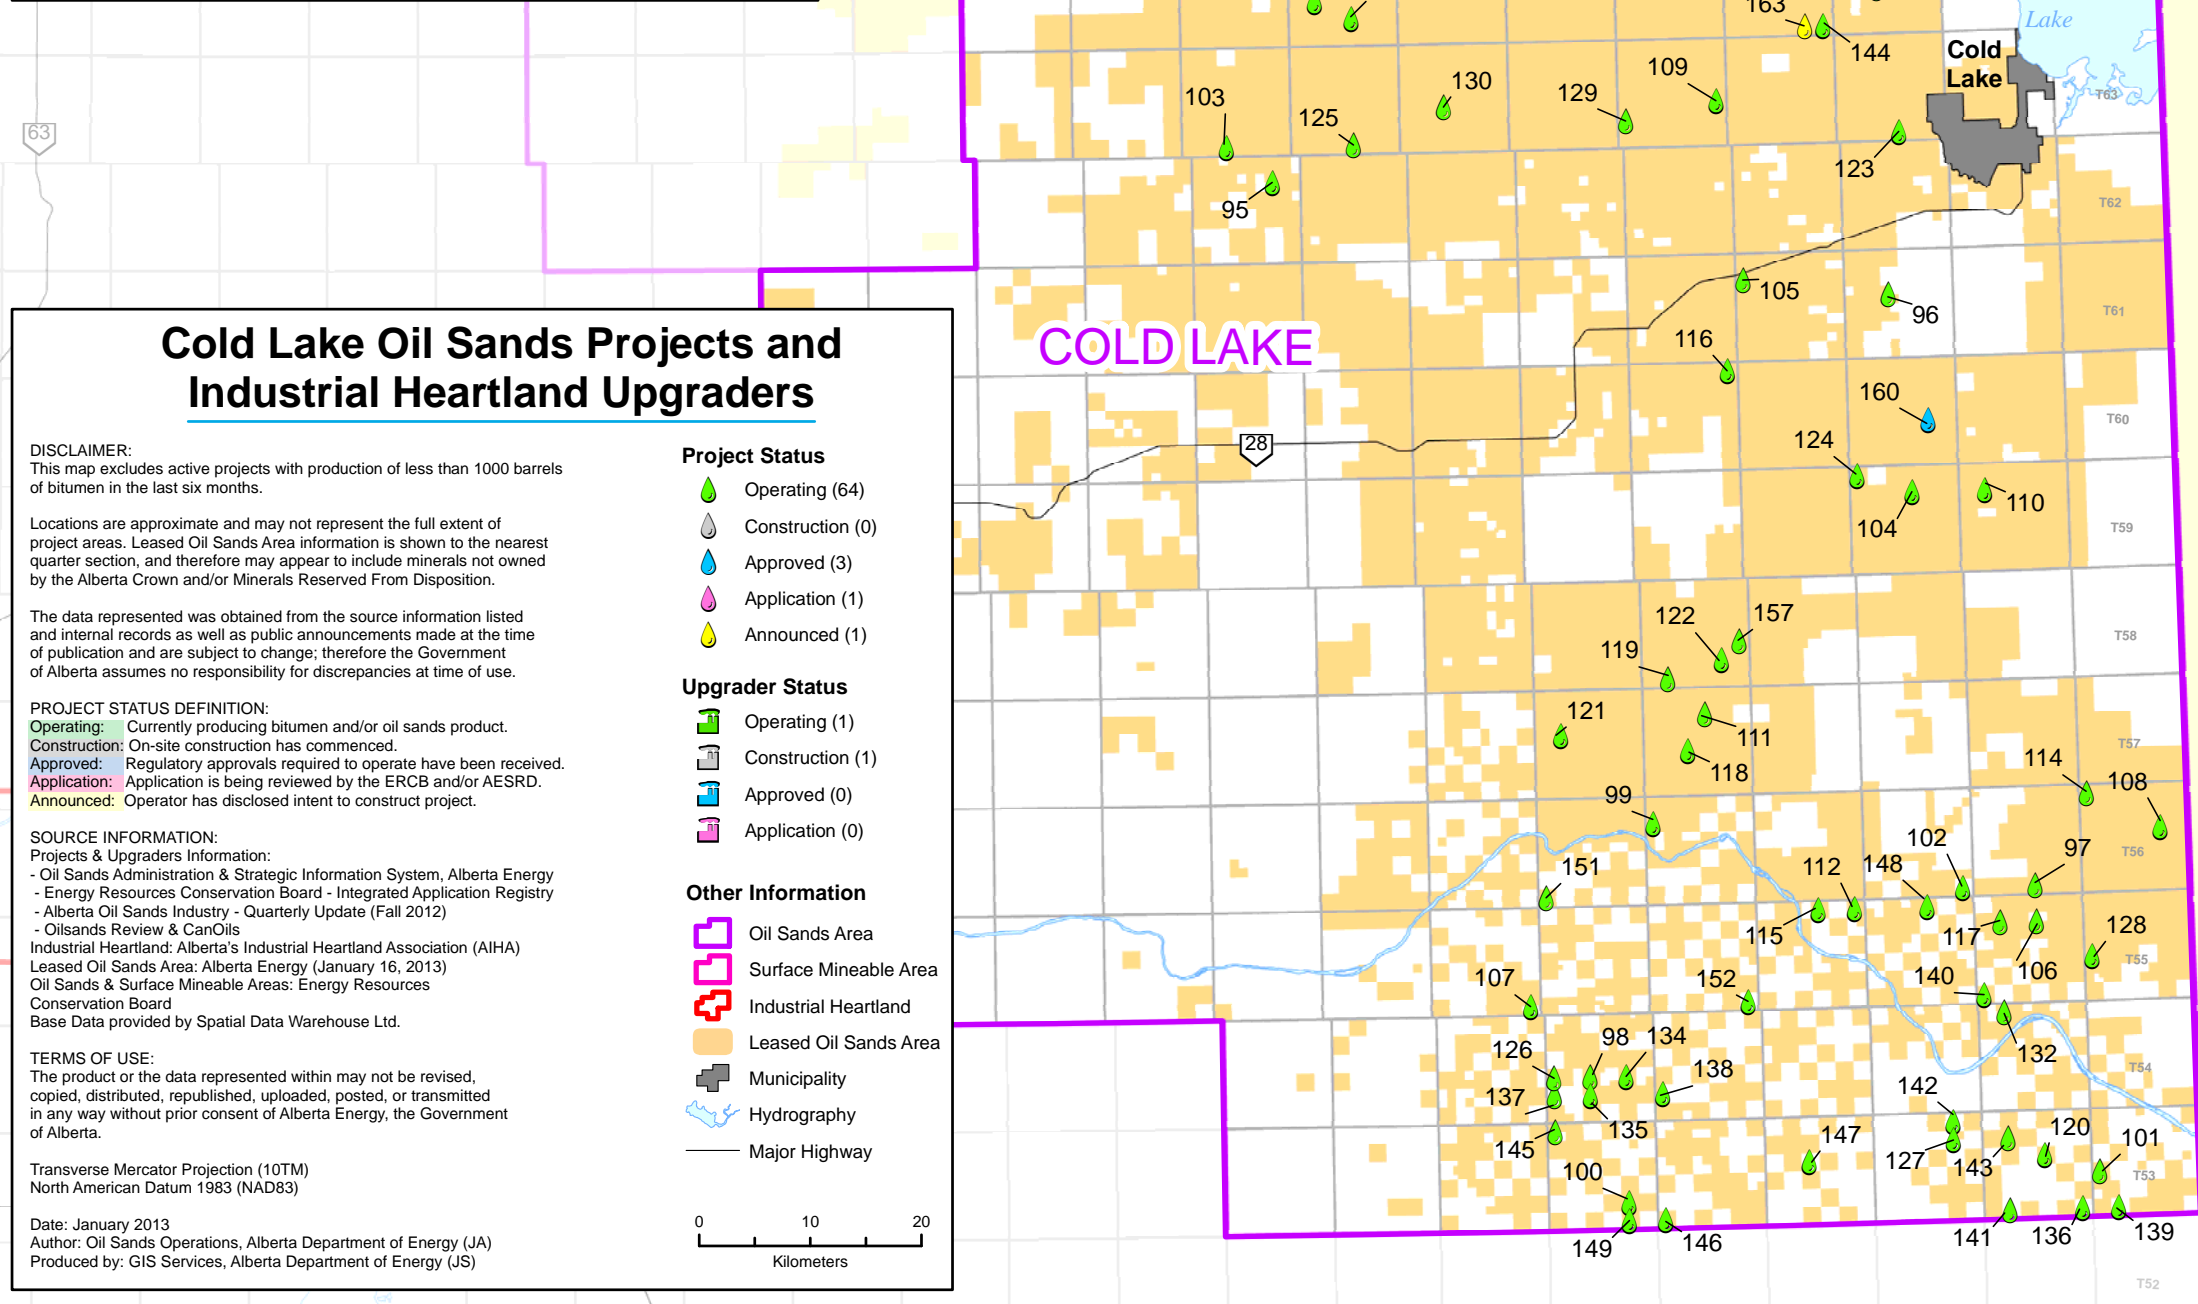 163
144
Lake
Cold
Lake
T63
63
103
125
130
129
109
123
95
T62
105
96
T61
COLD LAKE
116
160
T60
28
124
104
110
T59
122
157
119
T58
121
111
118
T57
114
108
99
102
97
T56
151
112
148
115
117
106
128
T55
107
152
140
132
126
98
134
138
T54
137
135
145
142
127
143
120
101
147
T53
100
149
146
141
136
139
T52
Cold Lake Oil Sands Projects and
Industrial Heartland Upgraders
DISCLAIMER:
This map excludes active projects with production of less than 1000 barrels
of bitumen in the last six months.
Locations are approximate and may not represent the full extent of
project areas. Leased Oil Sands Area information is shown to the nearest
quarter section, and therefore may appear to include minerals not owned
by the Alberta Crown and/or Minerals Reserved From Disposition.
The data represented was obtained from the source information listed
and internal records as well as public announcements made at the time
of publication and are subject to change; therefore the Government
of Alberta assumes no responsibility for discrepancies at time of use.
PROJECT STATUS DEFINITION:
Operating: Currently producing bitumen and/or oil sands product.
Construction: On-site construction has commenced.
Approved: Regulatory approvals required to operate have been received.
Application: Application is being reviewed by the ERCB and/or AESRD.
Announced: Operator has disclosed intent to construct project.
SOURCE INFORMATION:
Projects & Upgraders Information:
- Oil Sands Administration & Strategic Information System, Alberta Energy
- Energy Resources Conservation Board - Integrated Application Registry
- Alberta Oil Sands Industry - Quarterly Update (Fall 2012)
- Oilsands Review & CanOils
Industrial Heartland: Alberta's Industrial Heartland Association (AIHA)
Leased Oil Sands Area: Alberta Energy (January 16, 2013)
Oil Sands & Surface Mineable Areas: Energy Resources
Conservation Board
Base Data provided by Spatial Data Warehouse Ltd.
TERMS OF USE:
The product or the data represented within may not be revised,
copied, distributed, republished, uploaded, posted, or transmitted
in any way without prior consent of Alberta Energy, the Government
of Alberta.
Transverse Mercator Projection (10TM)
North American Datum 1983 (NAD83)
Date: January 2013
Author: Oil Sands Operations, Alberta Department of Energy (JA)
Produced by: GIS Services, Alberta Department of Energy (JS)
Project Status
Operating (64)
Construction (0)
Approved (3)
Application (1)
Announced (1)
Upgrader Status
Operating (1)
Construction (1)
Approved (0)
Application (0)
Other Information
Oil Sands Area
Surface Mineable Area
Industrial Heartland
Leased Oil Sands Area
Municipality
Hydrography
Major Highway
0 10 20
Kilometers